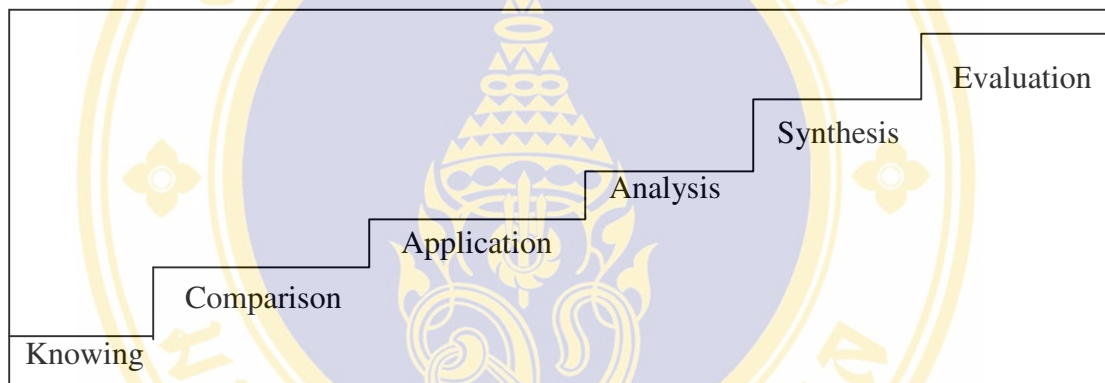 Evaluation
Synthesis
Analysis
Application
Comparison
Knowing